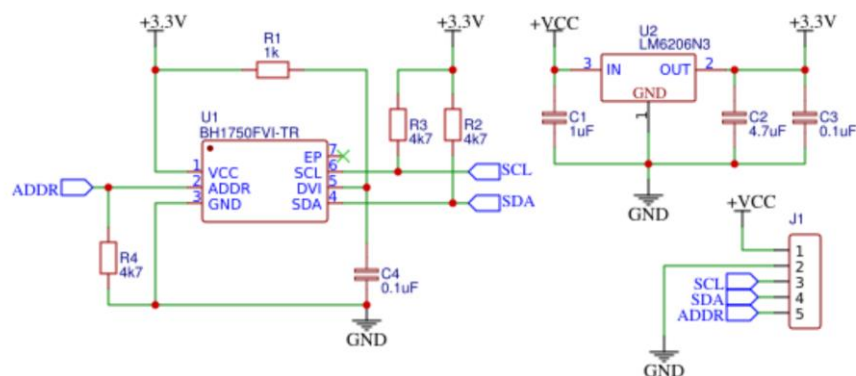 +3.3V
R1
1k
+3.3V
U1
BH1750FVI-TR
R3
4k7
R2
4k7
1 VCC
2 ADDR
3 GND
EP 7
SCL 6
DVI 5
SDA 4
ADDR
SCL
SDA
R4
4k7
C4
0.1uF
GND
+VCC
U2
LM6206N3
+3.3V
3 IN
OUT 2
GND
1
C1
1uF
C2
4.7uF
C3
0.1uF
GND
+VCC
J1
1
2
SCL 3
SDA 4
ADDR 5
GND